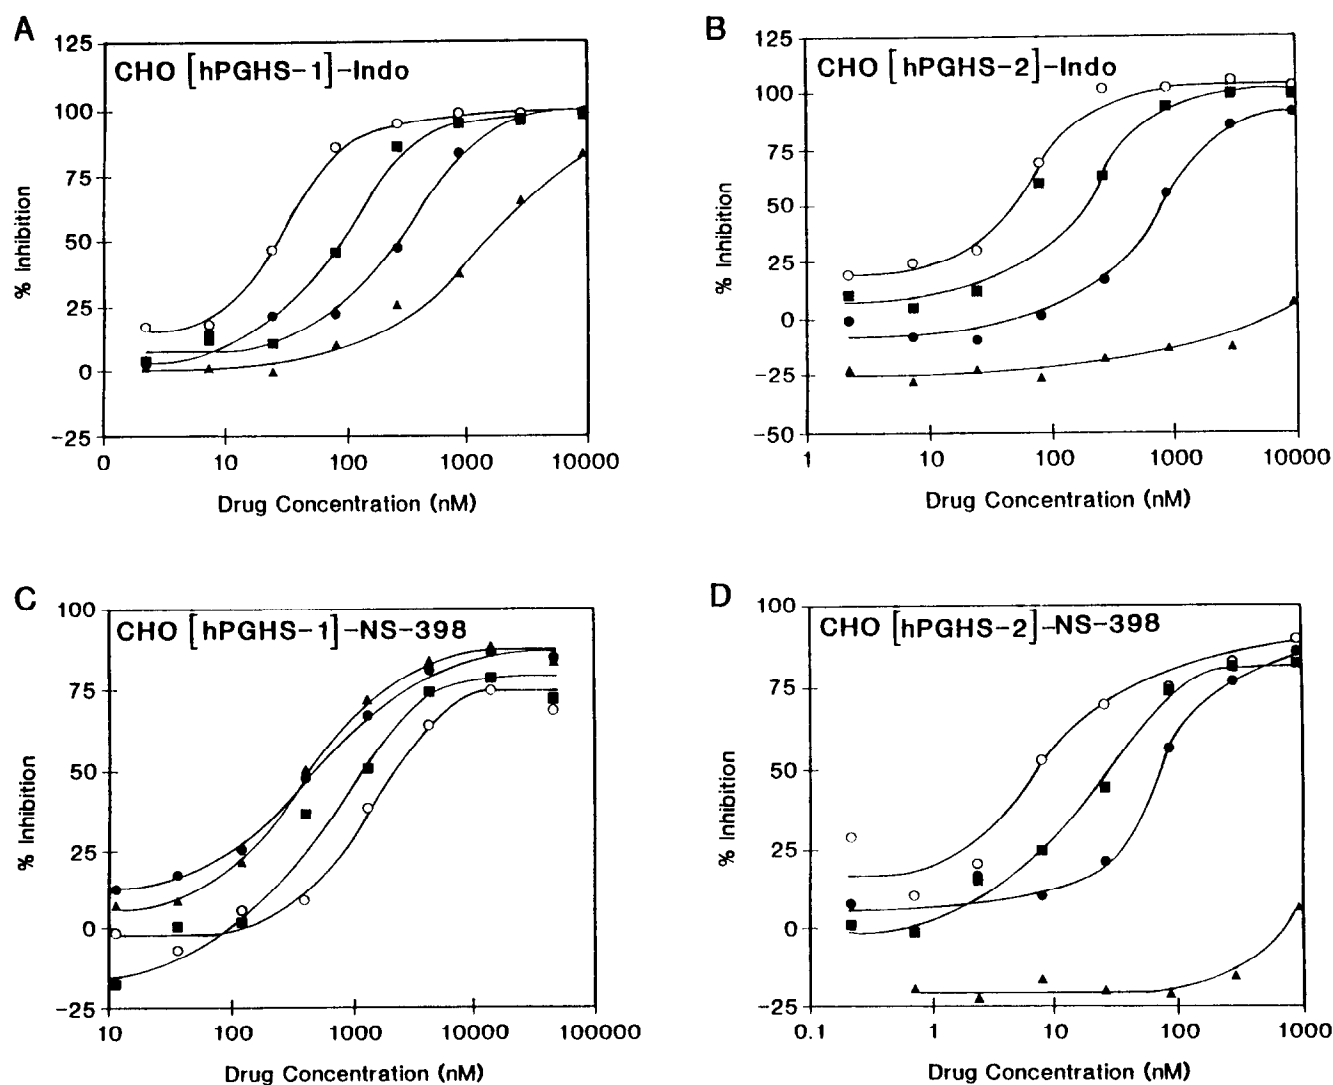 A
CHO [hPGHS-1]-Indo
125
100
75
50
25
0
-25
% Inhibition
0 10 100 1000 10000
Drug Concentration (nM)
B
CHO [hPGHS-2]-Indo
125
100
75
50
25
0
-25
-50
% Inhibition
1 10 100 1000 10000
Drug Concentration (nM)
C
CHO [hPGHS-1]-NS-398
100
75
50
25
0
-25
% Inhibition
10 100 1000 10000 100000
Drug Concentration (nM)
D
CHO [hPGHS-2]-NS-398
100
75
50
25
0
-25
% Inhibition
0.1 1 10 100 1000
Drug Concentration (nM)